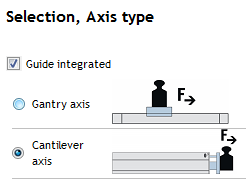 Selection, Axis type
Guide integrated
Gantry axis
F→
Cantilever
axis
F→